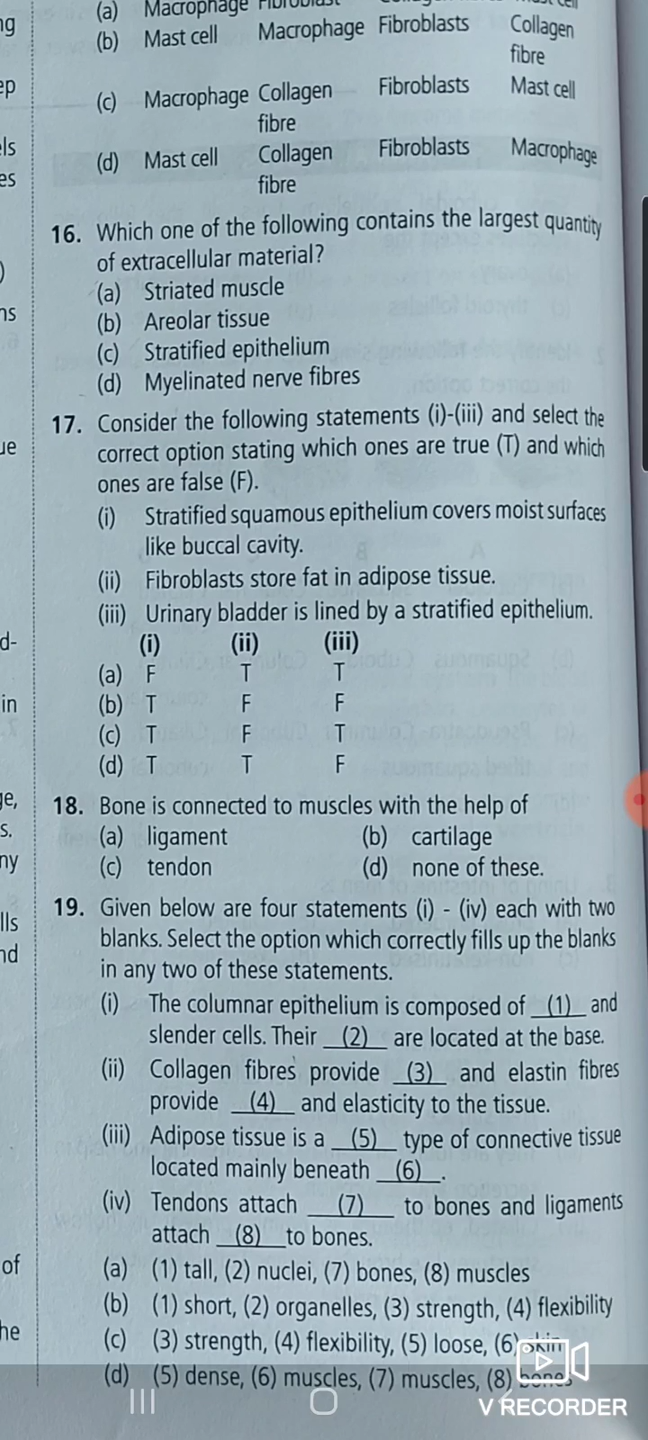 (a) Macrophage Fibroblast
(b) Mast cell Macrophage Fibroblasts Collagen
fibre
(c) Macrophage Collagen Fibroblasts Mast cell
fibre
(d) Mast cell Collagen Fibroblasts Macrophage
fibre
16. Which one of the following contains the largest quantity
of extracellular material?
(a) Striated muscle
(b) Areolar tissue
(c) Stratified epithelium
(d) Myelinated nerve fibres
17. Consider the following statements (i)-(iii) and select the
correct option stating which ones are true (T) and which
ones are false (F).
(i) Stratified squamous epithelium covers moist surfaces
like buccal cavity.
(ii) Fibroblasts store fat in adipose tissue.
(iii) Urinary bladder is lined by a stratified epithelium.
(i) (ii) (iii)
(a) F T T
(b) T F F
(c) T F T
(d) T T F
18. Bone is connected to muscles with the help of
(a) ligament (b) cartilage
(c) tendon (d) none of these.
19. Given below are four statements (i) - (iv) each with two
blanks. Select the option which correctly fills up the blanks
in any two of these statements.
(i) The columnar epithelium is composed of (1) and
slender cells. Their (2) are located at the base.
(ii) Collagen fibres provide (3) and elastin fibres
provide (4) and elasticity to the tissue.
(iii) Adipose tissue is a (5) type of connective tissue
located mainly beneath (6).
(iv) Tendons attach (7) to bones and ligaments
attach (8) to bones.
(a) (1) tall, (2) nuclei, (7) bones, (8) muscles
(b) (1) short, (2) organelles, (3) strength, (4) flexibility
(c) (3) strength, (4) flexibility, (5) loose, (6) skin
(d) (5) dense, (6) muscles, (7) muscles, (8) bones
V RECORDER